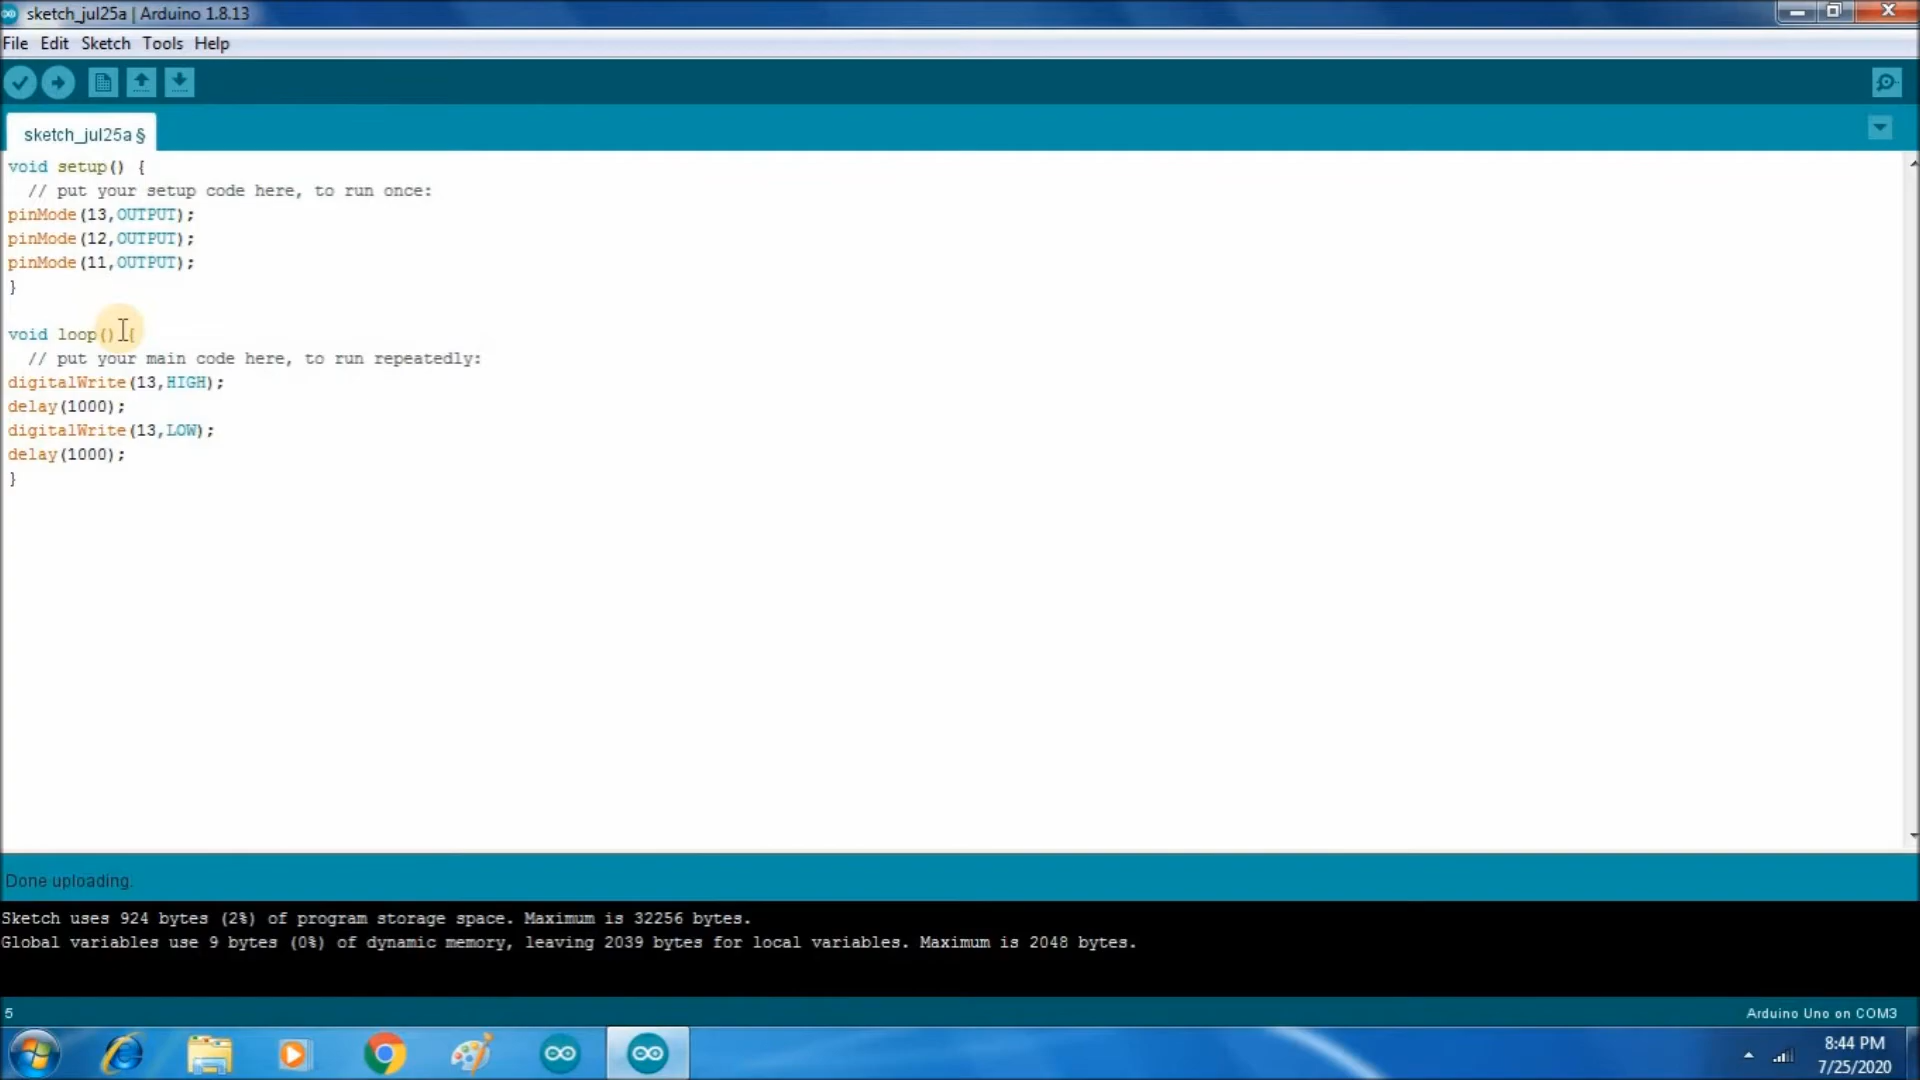 sketch_jul25a | Arduino 1.8.13
File Edit Sketch Tools Help
sketch_jul25a §
void setup() {
// put your setup code here, to run once:
pinMode(13,OUTPUT);
pinMode(12,OUTPUT);
pinMode(11,OUTPUT);
}
void loop() {
// put your main code here, to run repeatedly:
digitalWrite(13,HIGH);
delay(1000);
digitalWrite(13,LOW);
delay(1000);
}
Done uploading.
Sketch uses 924 bytes (2%) of program storage space. Maximum is 32256 bytes.
Global variables use 9 bytes (0%) of dynamic memory, leaving 2039 bytes for local variables. Maximum is 2048 bytes.
5
Arduino Uno on COM3
8:44 PM
7/25/2020